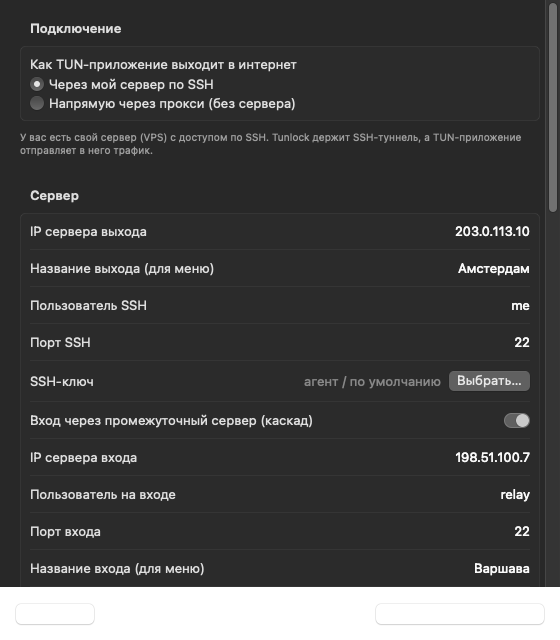 Подключение
Как TUN-приложение выходит в интернет
Через мой сервер по SSH
Напрямую через прокси (без сервера)
У вас есть свой сервер (VPS) с доступом по SSH. Tunlock держит SSH-туннель, а TUN-приложение
отправляет в него трафик.
Сервер
IP сервера выхода 203.0.113.10
Название выхода (для меню) Амстердам
Пользователь SSH me
Порт SSH 22
SSH-ключ агент / по умолчанию Выбрать...
Вход через промежуточный сервер (каскад)
IP сервера входа 198.51.100.7
Пользователь на входе relay
Порт входа 22
Название входа (для меню) Варшава